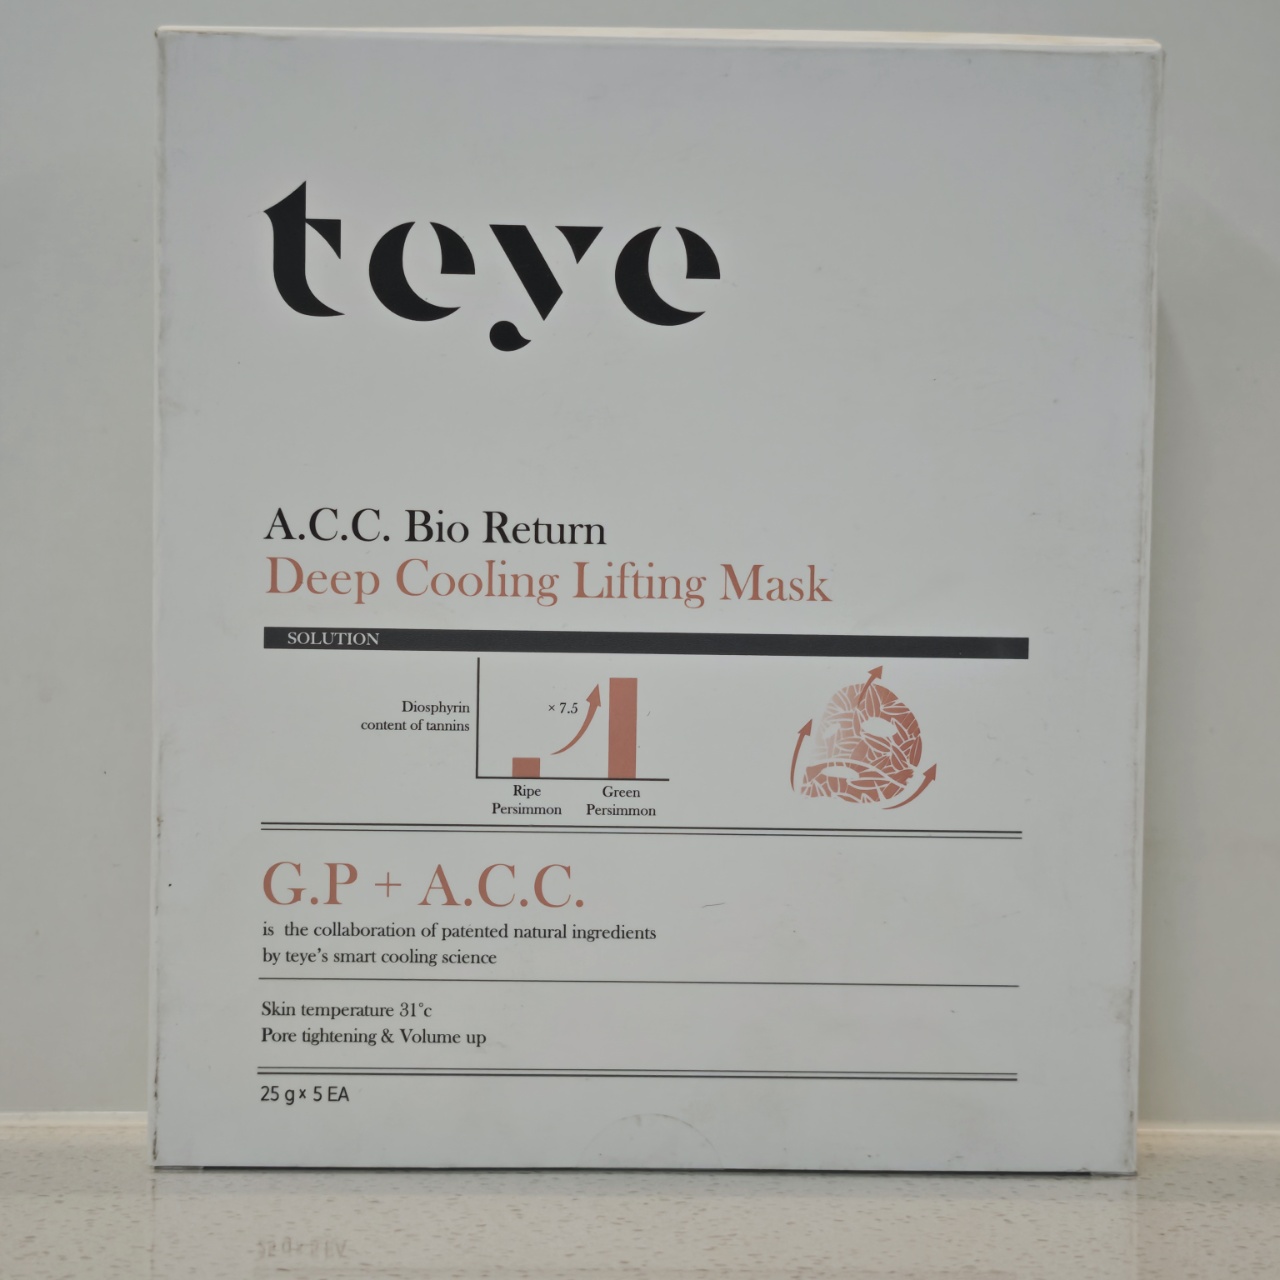 teye
A.C.C. Bio Return
Deep Cooling Lifting Mask
SOLUTION
Diosphyrin
content of tannins
× 7.5
Ripe
Persimmon
Green
Persimmon
G.P + A.C.C.
is the collaboration of patented natural ingredients
by teye's smart cooling science
Skin temperature 31°c
Pore tightening & Volume up
25 g× 5 EA